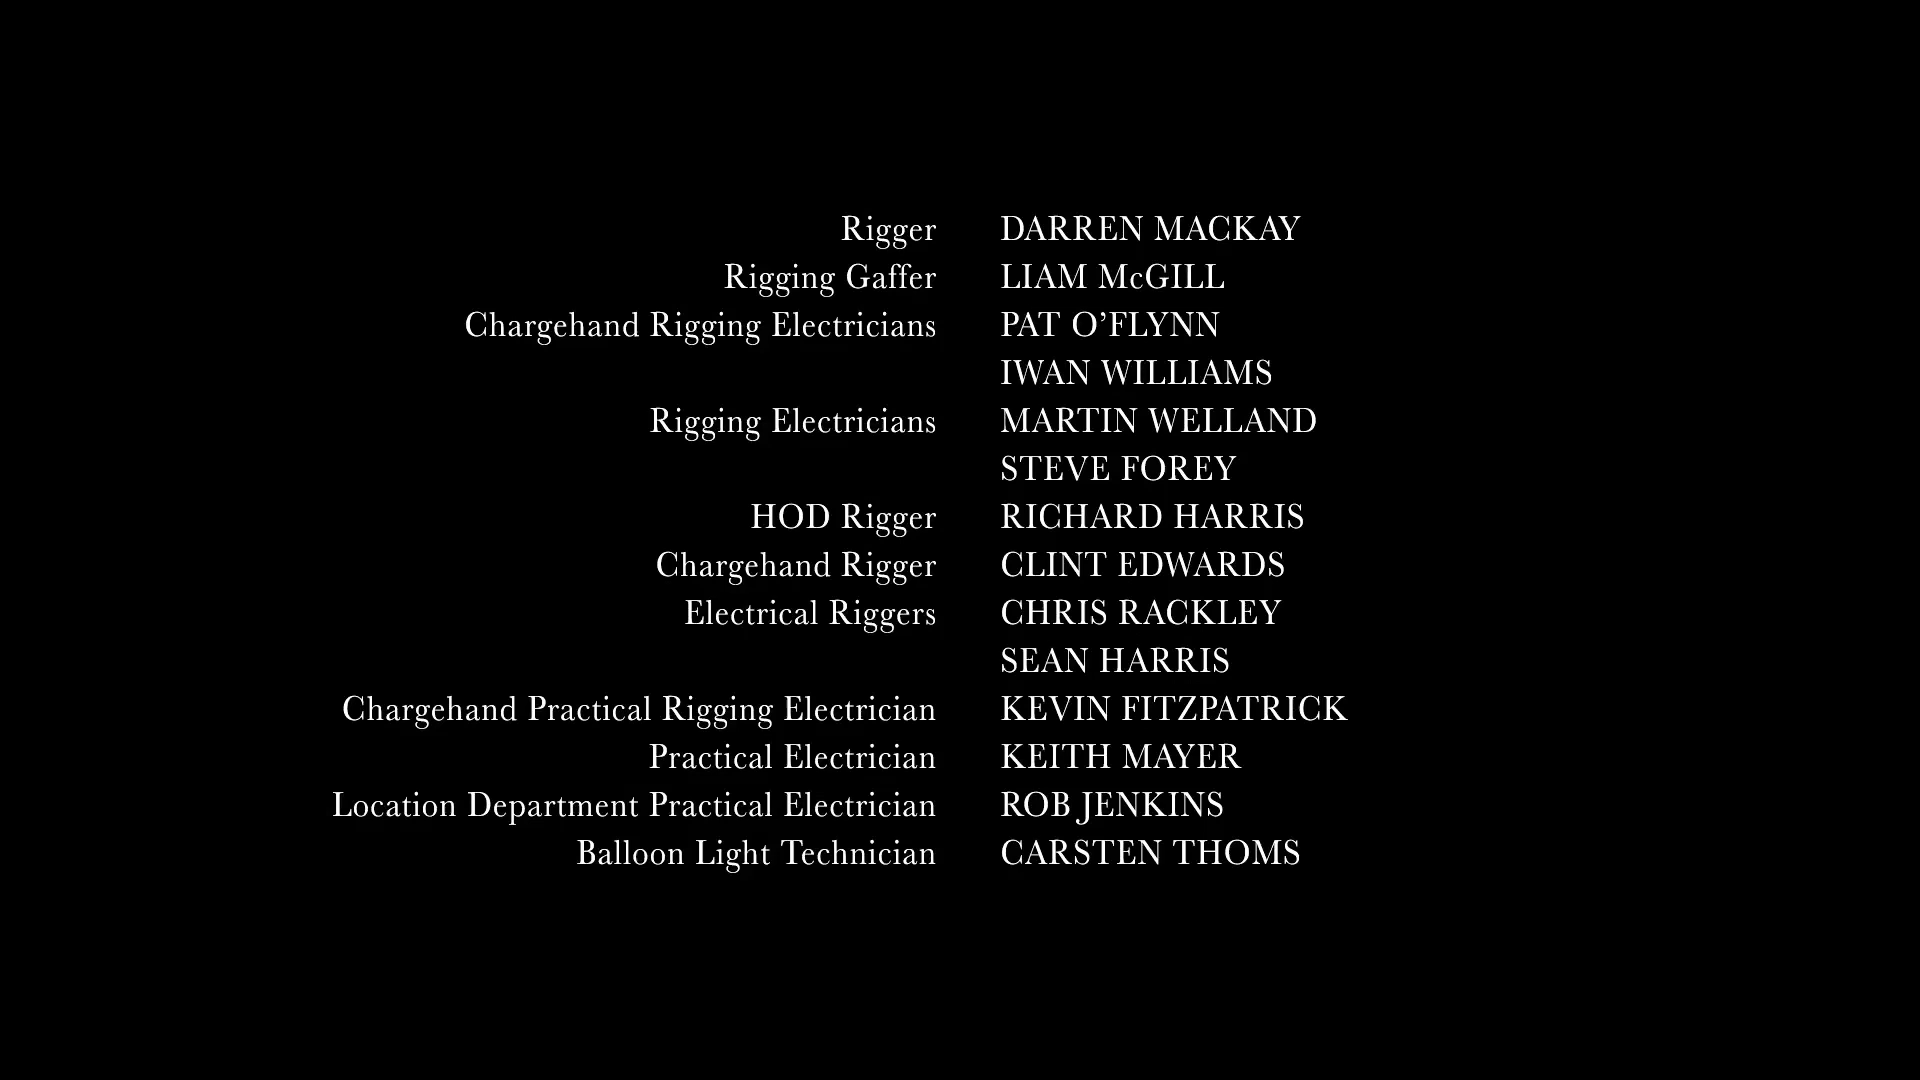 Rigger DARREN MACKAY
Rigging Gaffer LIAM McGILL
Chargehand Rigging Electricians PAT O’FLYNN
IWAN WILLIAMS
Rigging Electricians MARTIN WELLAND
STEVE FOREY
HOD Rigger RICHARD HARRIS
Chargehand Rigger CLINT EDWARDS
Electrical Riggers CHRIS RACKLEY
SEAN HARRIS
Chargehand Practical Rigging Electrician KEVIN FITZPATRICK
Practical Electrician KEITH MAYER
Location Department Practical Electrician ROB JENKINS
Balloon Light Technician CARSTEN THOMS